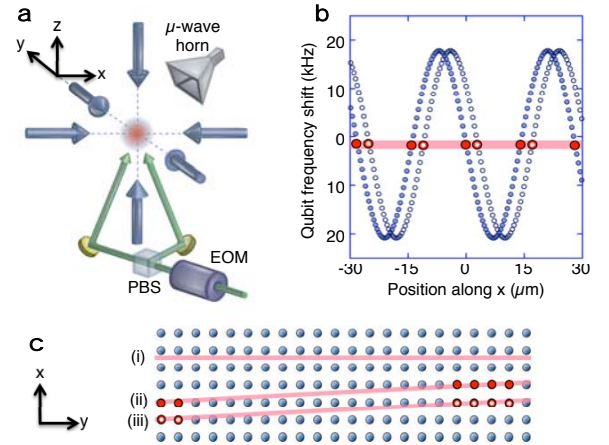 a
z
y
x
μ-wave
horn
EOM
PBS
b
Qubit frequency shift (kHz)
20
10
0
10
20
-30
-15
0
15
30
Position along x (μm)
c
x
y
(i)
(ii)
(iii)